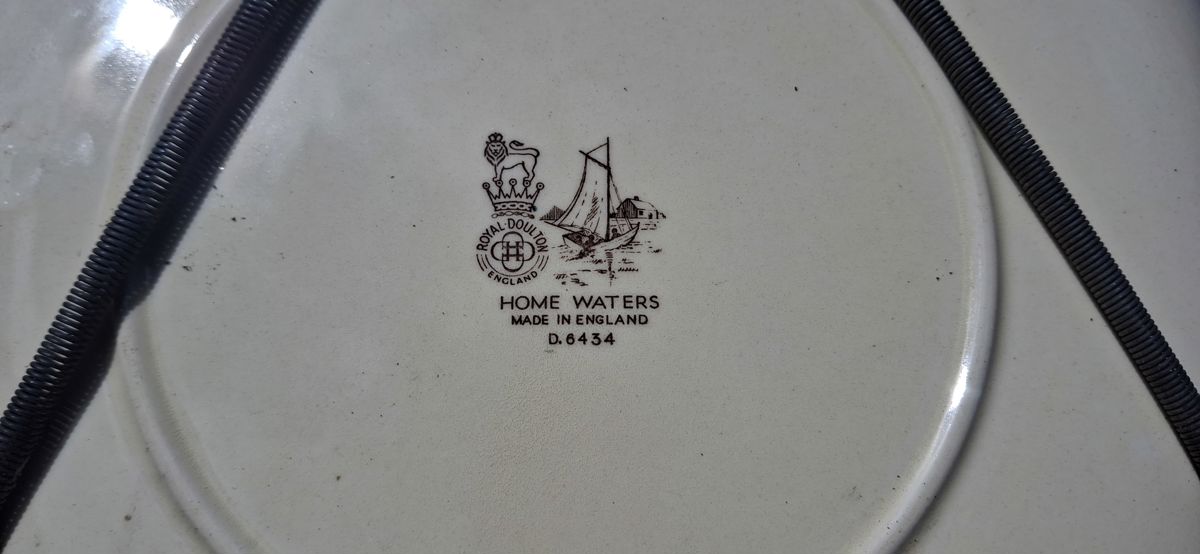 ROYAL·DOULTON
ENGLAND
HOME WATERS
MADE IN ENGLAND
D.6434